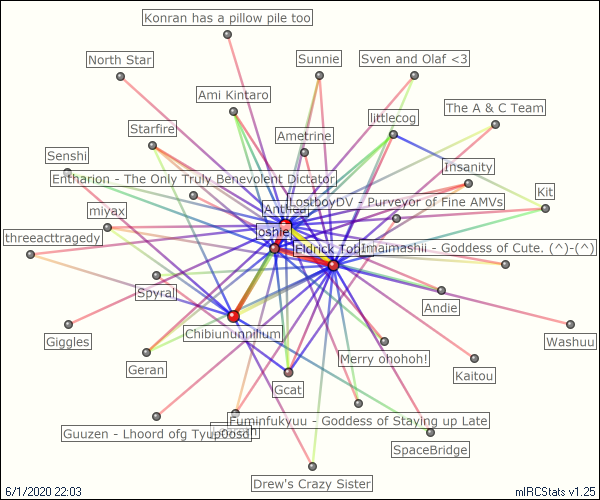 Konran has a pillow pile too
North Star
Sunnie
Sven and Olaf <3
Ami Kintaro
The A & C Team
littlecog
Starfire
Ametrine
Senshi
Insanity
Entharion - The Only Truly Benevolent Dictator
Kit
LostboyDV - Purveyor of Fine AMVs
miyax
threeacttragedy
Eldrick Tob
Imaimashii - Goddess of Cute. (^)-(^)
Spyral
Andie
Chibiununnilium
Giggles
Washuu
Merry ohohoh!
Geran
Kaitou
Gcat
Fuminfukyuu - Goddess of Staying up Late
Guuzen - Lhoord ofg Tyup0osd
SpaceBridge
Drew's Crazy Sister
6/1/2020 22:03
mIRCStats v1.25